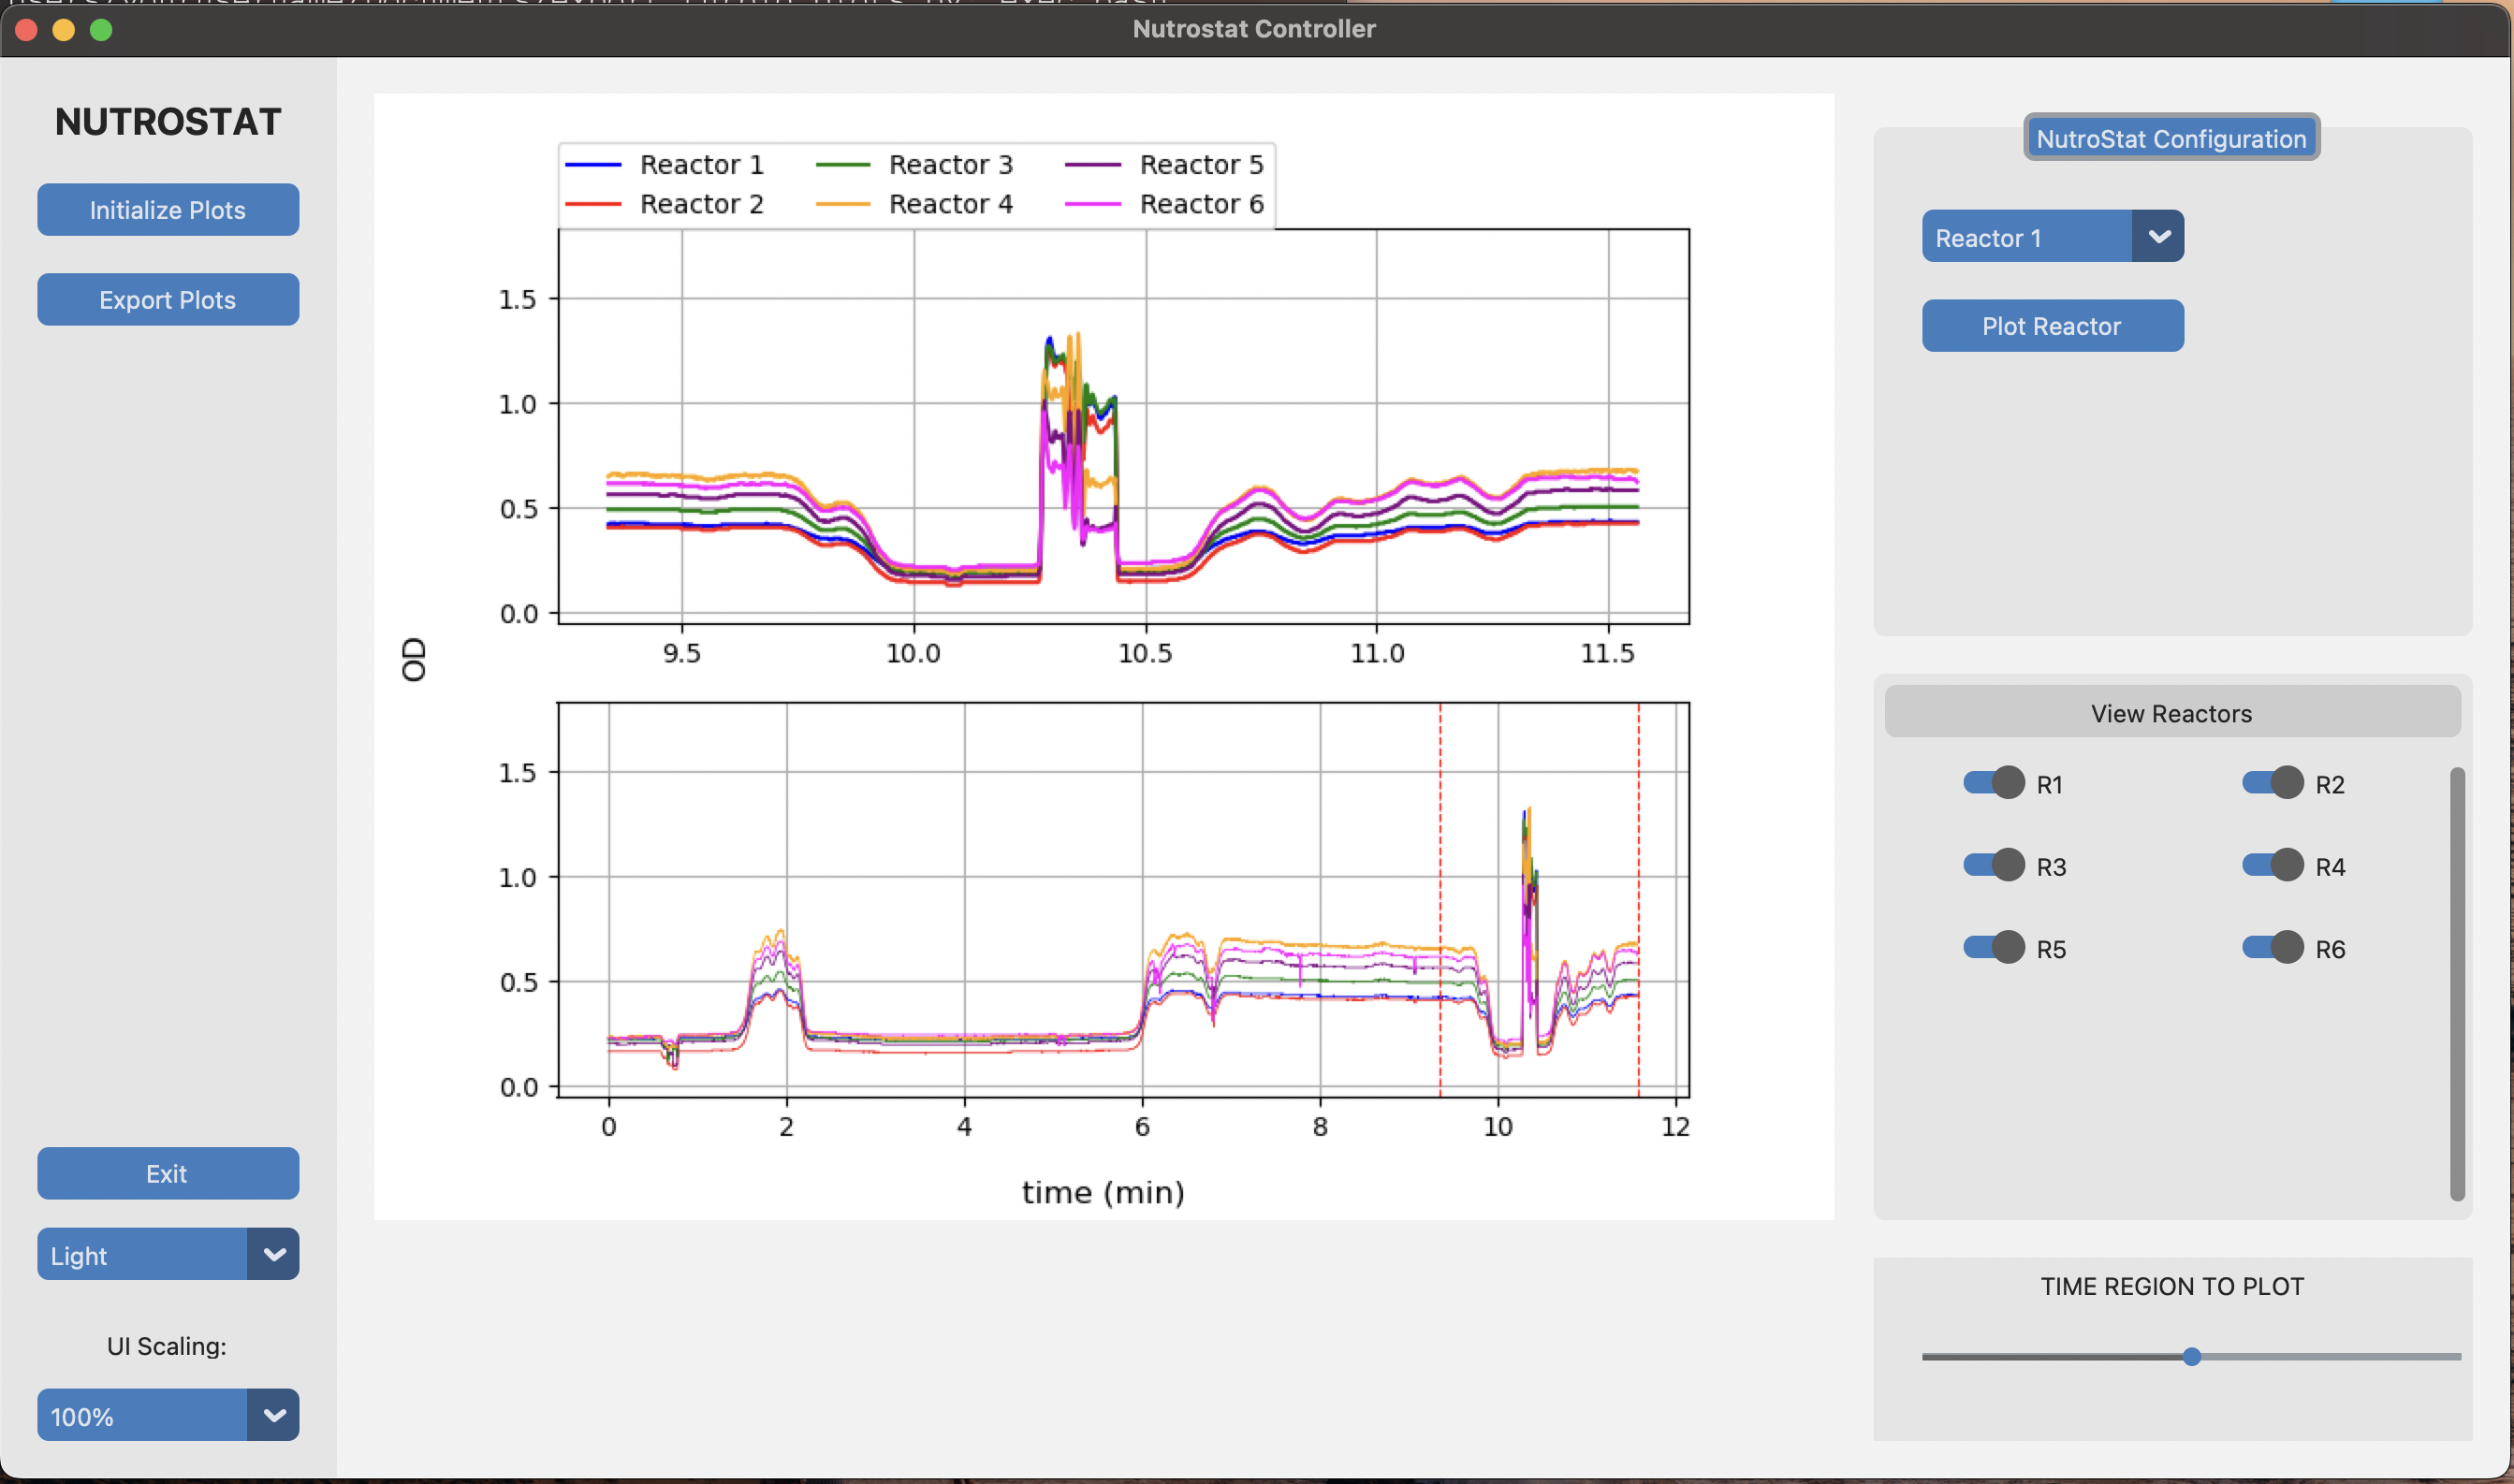 Nutrostat Controller
NUTROSTAT
Initialize Plots
Export Plots
Exit
Light
UI Scaling:
100%
Reactor 1 Reactor 3 Reactor 5
Reactor 2 Reactor 4 Reactor 6
1.5
1.0
0.5
0.0
9.5 10.0 10.5 11.0 11.5
OD
1.5
1.0
0.5
0.0
0 2 4 6 8 10 12
time (min)
NutroStat Configuration
Reactor 1
Plot Reactor
View Reactors
R1 R2
R3 R4
R5 R6
TIME REGION TO PLOT